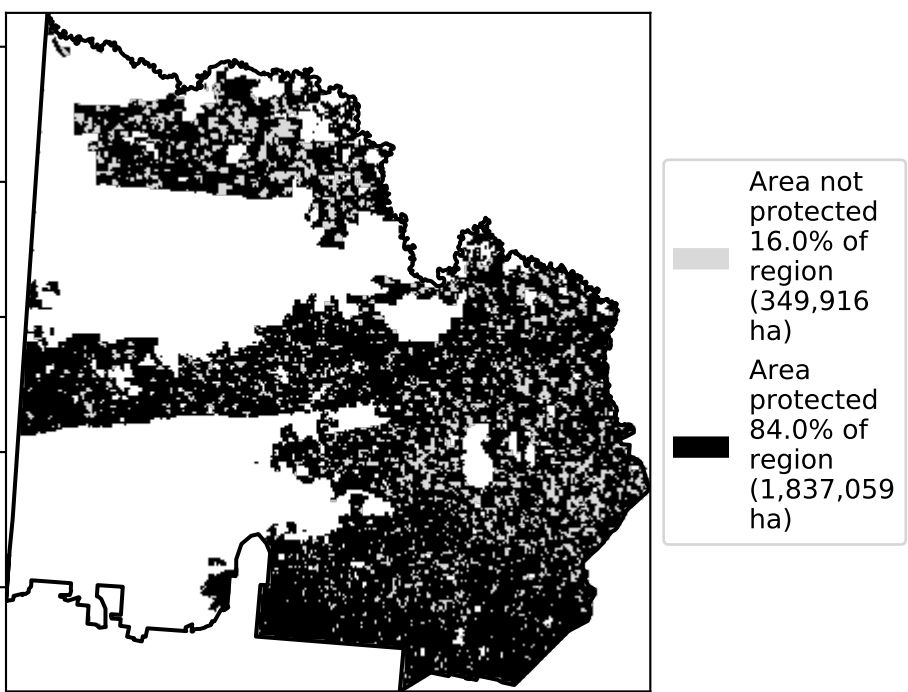 Area not
protected
16.0% of
region
(349,916
ha)
Area
protected
84.0% of
region
(1,837,059
ha)